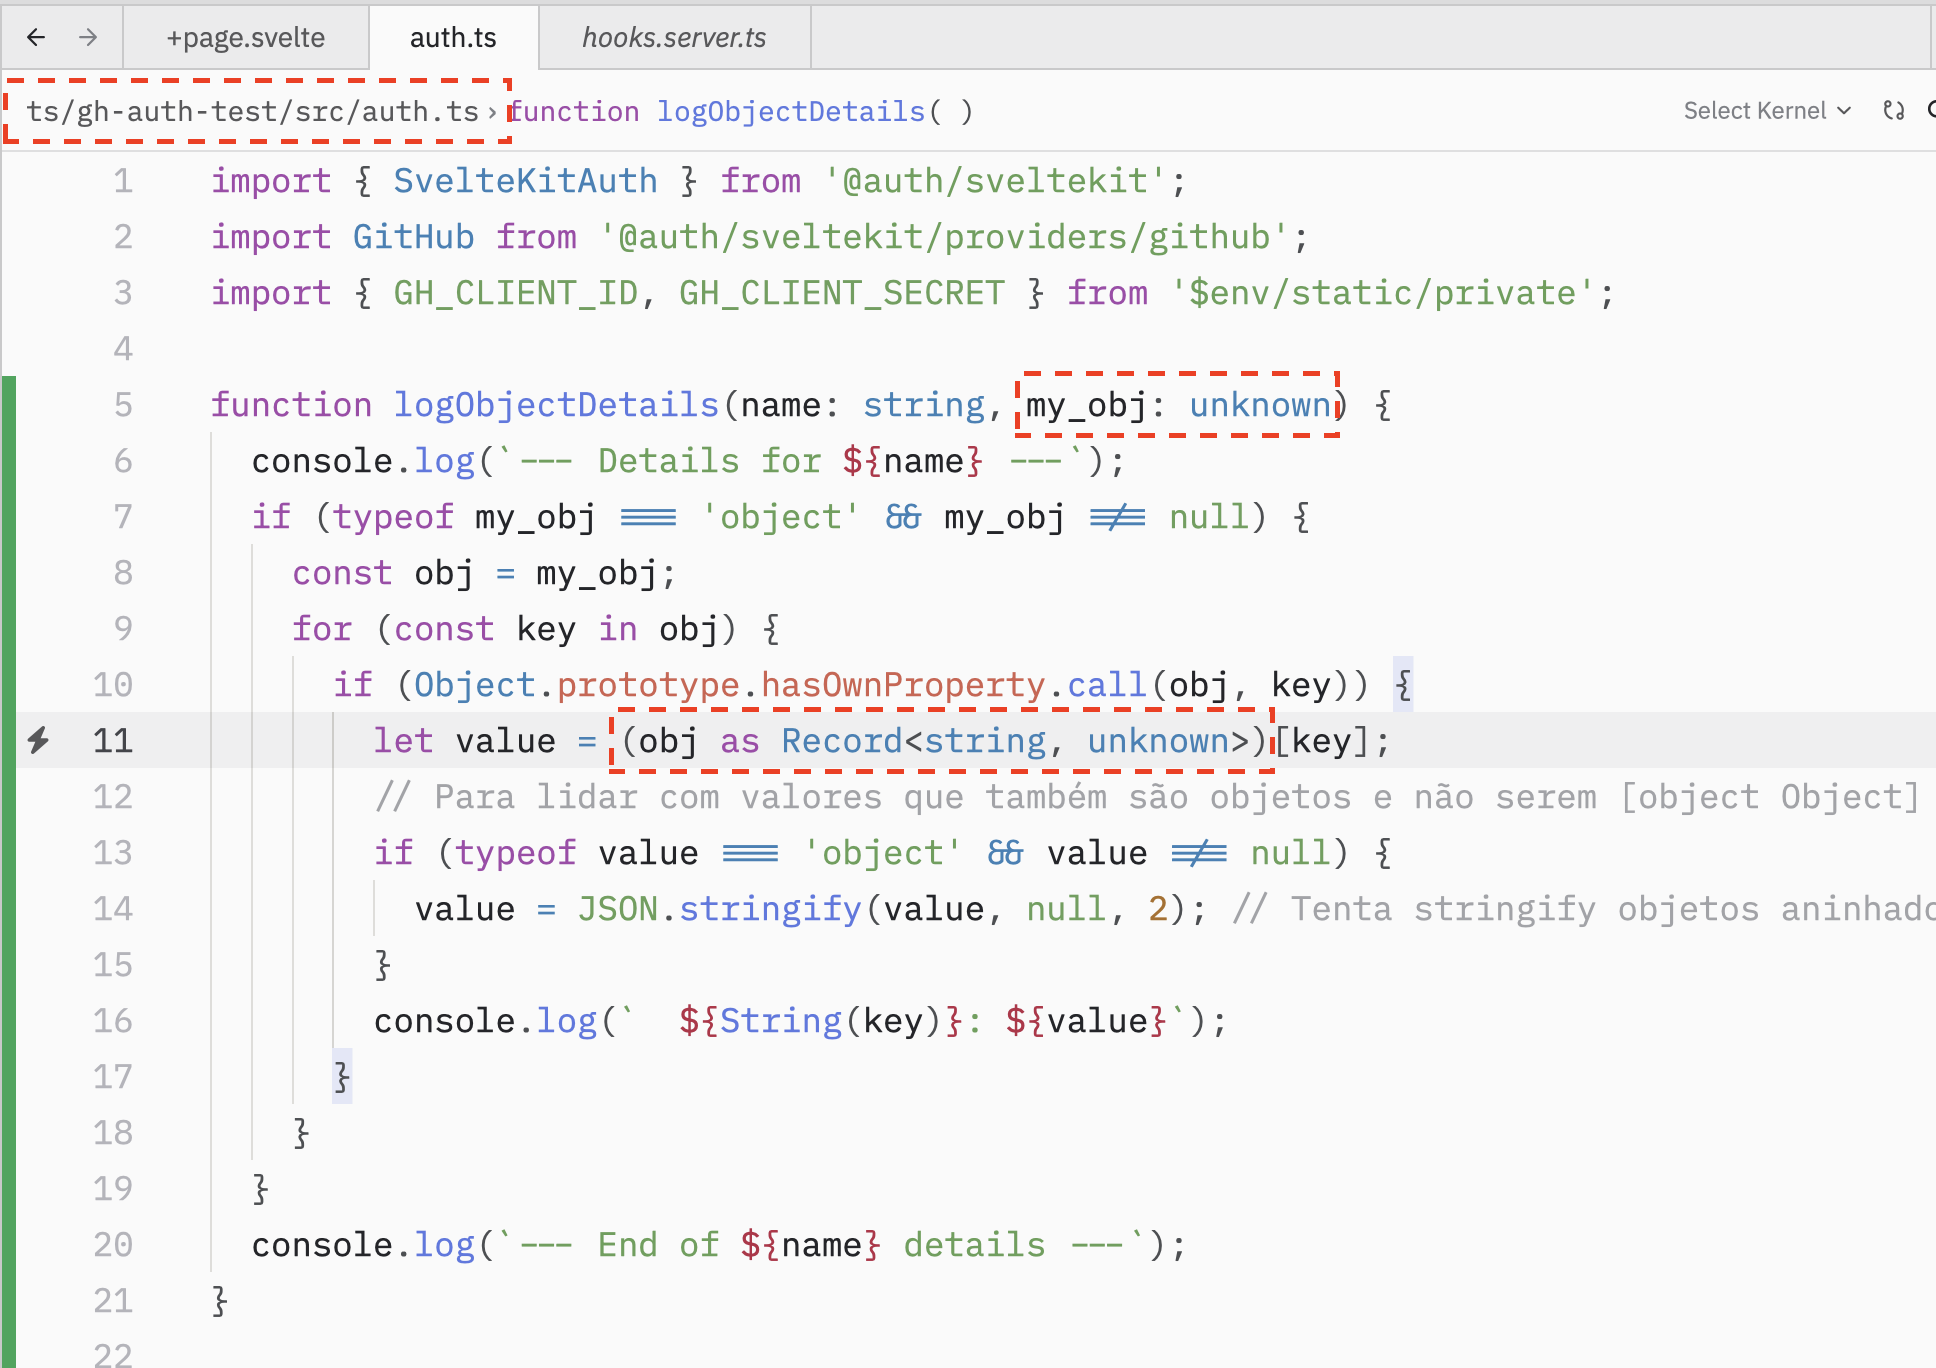 +page.svelte auth.ts hooks.server.ts
ts/gh-auth-test/src/auth.ts › function logObjectDetails( ) Select Kernel
1 import { SvelteKitAuth } from '@auth/sveltekit';
2 import GitHub from '@auth/sveltekit/providers/github';
3 import { GH_CLIENT_ID, GH_CLIENT_SECRET } from '$env/static/private';
4
5 function logObjectDetails(name: string, my_obj: unknown) {
6 console.log(`--- Details for ${name} ---`);
7 if (typeof my_obj === 'object' && my_obj !== null) {
8 const obj = my_obj;
9 for (const key in obj) {
10 if (Object.prototype.hasOwnProperty.call(obj, key)) {
11 let value = (obj as Record<string, unknown>)[key];
12 // Para lidar com valores que também são objetos e não serem [object Object]
13 if (typeof value === 'object' && value !== null) {
14 value = JSON.stringify(value, null, 2); // Tenta stringify objetos
15 }
16 console.log(`  ${String(key)}: ${value}`);
17 }
18 }
19 }
20 console.log(`--- End of ${name} details ---`);
21 }
22